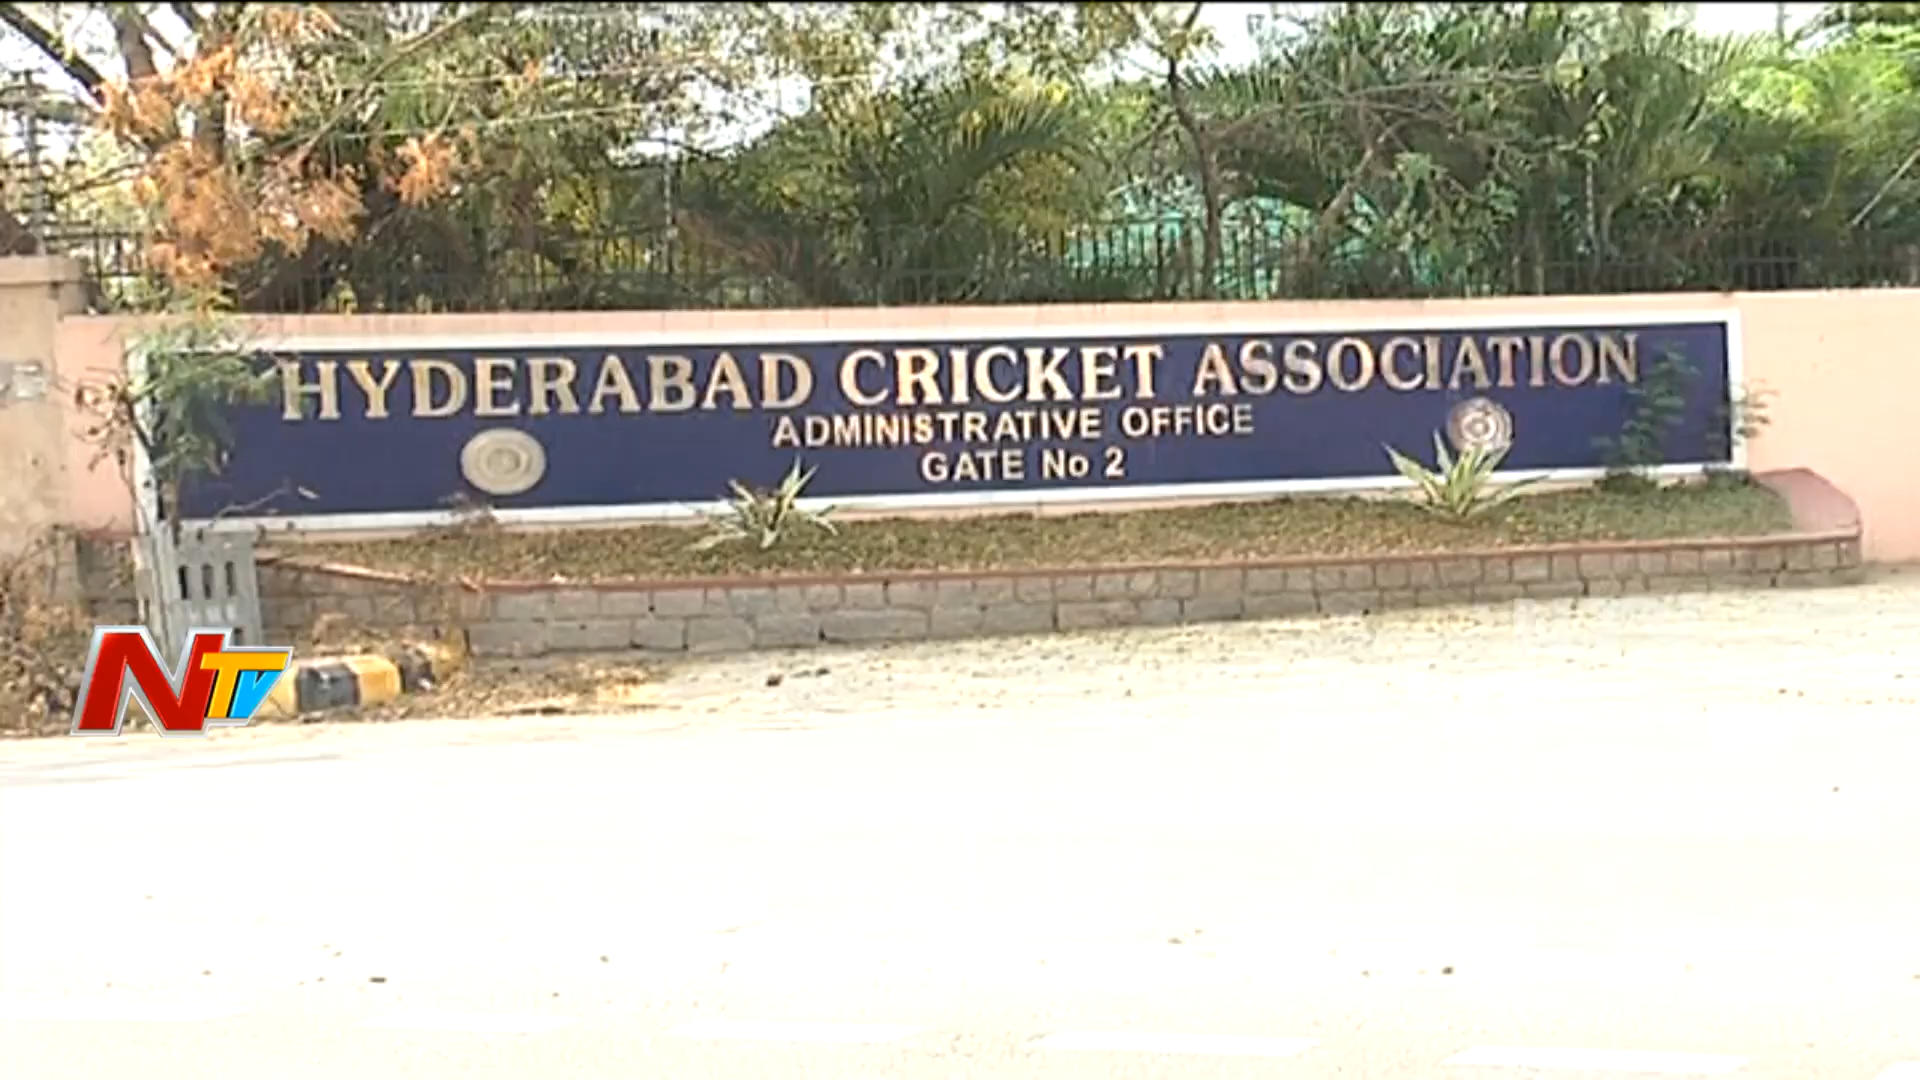 HYDERABAD CRICKET ASSOCIATION
ADMINISTRATIVE OFFICE
GATE No 2
NTV